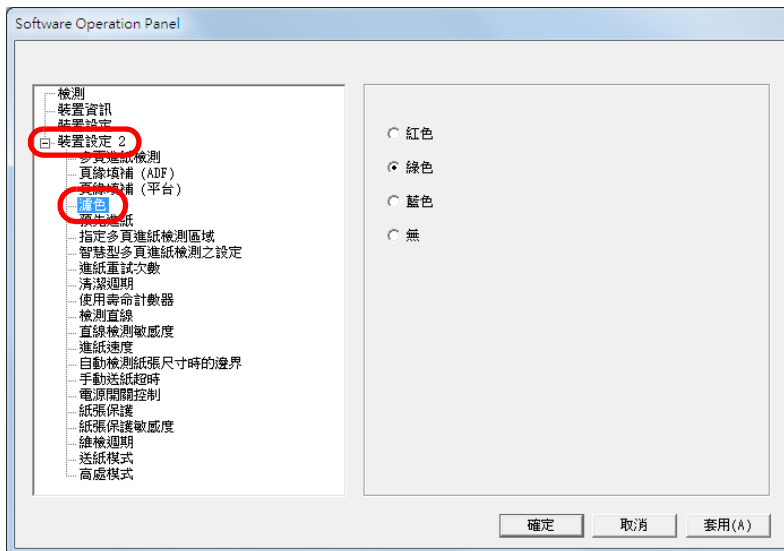 Software Operation Panel
檢測
裝置資訊
裝置設定
裝置設定 2
多頁進紙檢測
頁緣填補 (ADF)
頁緣填補 (平台)
濾色
預先進紙
指定多頁進紙檢測區域
智慧型多頁進紙檢測之設定
進紙重試次數
清潔週期
使用壽命計數器
檢測直線
直線檢測敏感度
進紙速度
自動檢測紙張尺寸時的邊界
手動送紙超時
電源開關控制
紙張保護
紙張保護敏感度
維檢週期
送紙模式
高處模式
紅色
綠色
藍色
無
確定
取消
套用(A)